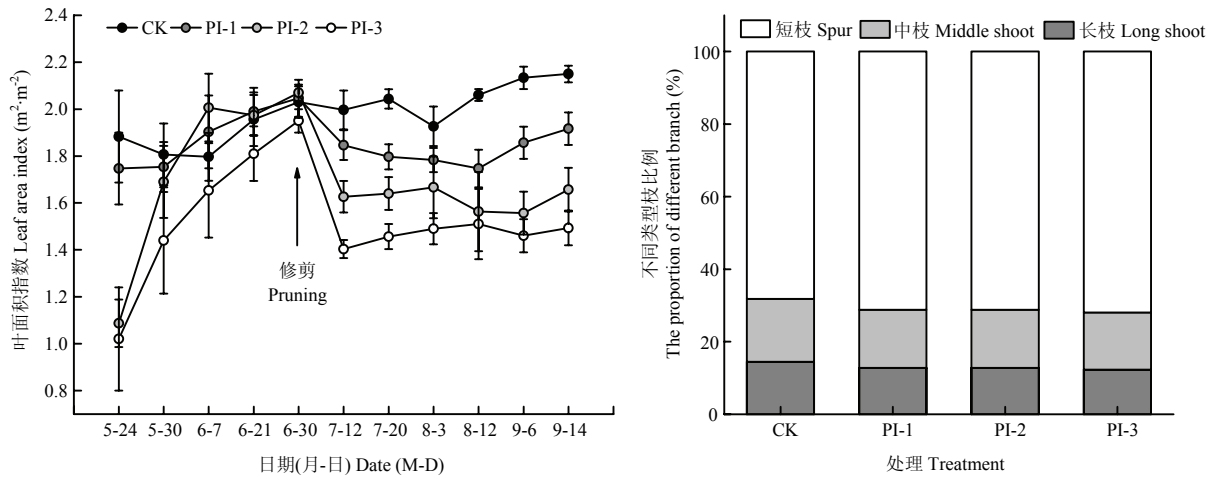 CK PI-1 PI-2 PI-3
叶面积指数 Leaf area index (m²·m⁻²)
2.4
2.2
2.0
1.8
1.6
1.4
1.2
1.0
0.8
修剪
Pruning
5-24 5-30 6-7 6-21 6-30 7-12 7-20 8-3 8-12 9-6 9-14
日期(月-日) Date (M-D)
短枝 Spur 中枝 Middle shoot 长枝 Long shoot
不同类型枝比例
The proportion of different branch (%)
100
80
60
40
20
0
CK PI-1 PI-2 PI-3
处理 Treatment